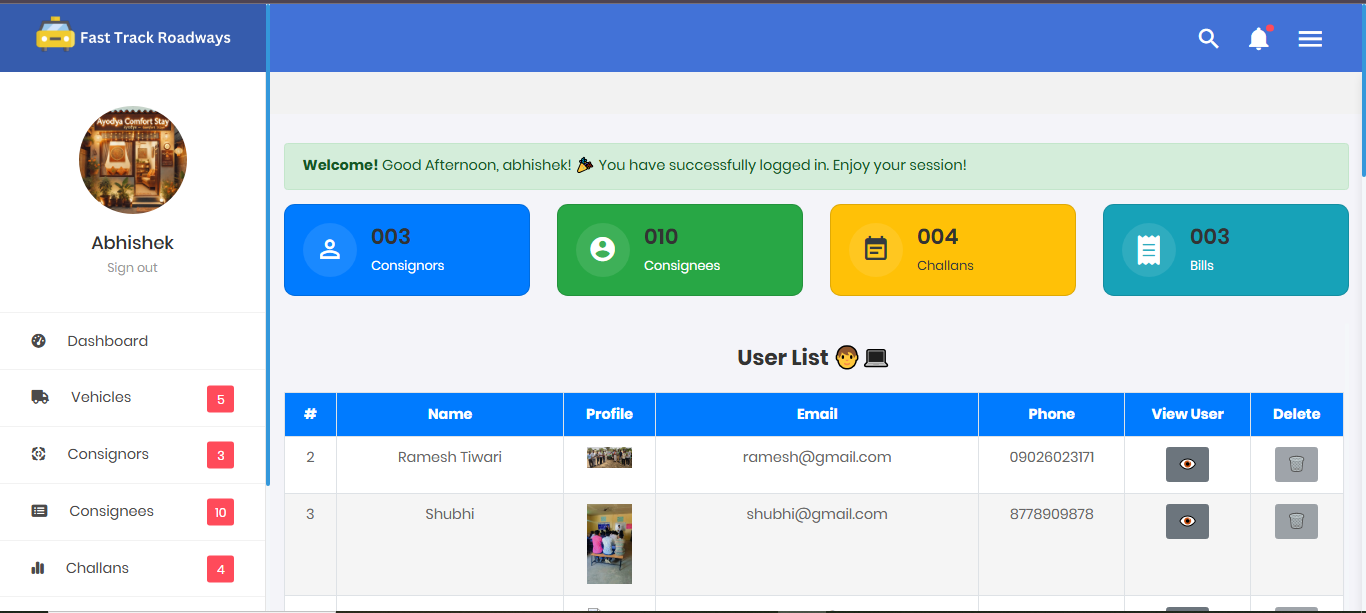 Fast Track Roadways
Ayodya Comfort Stay
Abhishek
Sign out
Dashboard
Vehicles 5
Consignors 3
Consignees 10
Challans 4
Welcome! Good Afternoon, abhishek! 🎉 You have successfully logged in. Enjoy your session!
003
Consignors
010
Consignees
004
Challans
003
Bills
User List 🧑💻
# Name Profile Email Phone View User Delete
2 Ramesh Tiwari ramesh@gmail.com 09026023171
3 Shubhi shubhi@gmail.com 8778909878